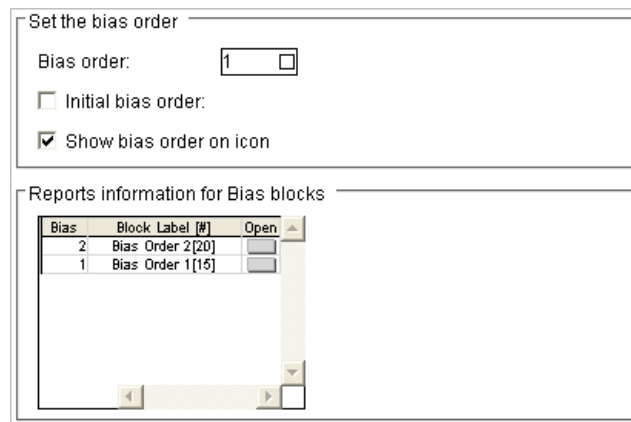 Set the bias order
Bias order: 1
Initial bias order:
Show bias order on icon
Reports information for Bias blocks
Bias Block Label [#] Open
2 Bias Order 2[20]
1 Bias Order 1[15]